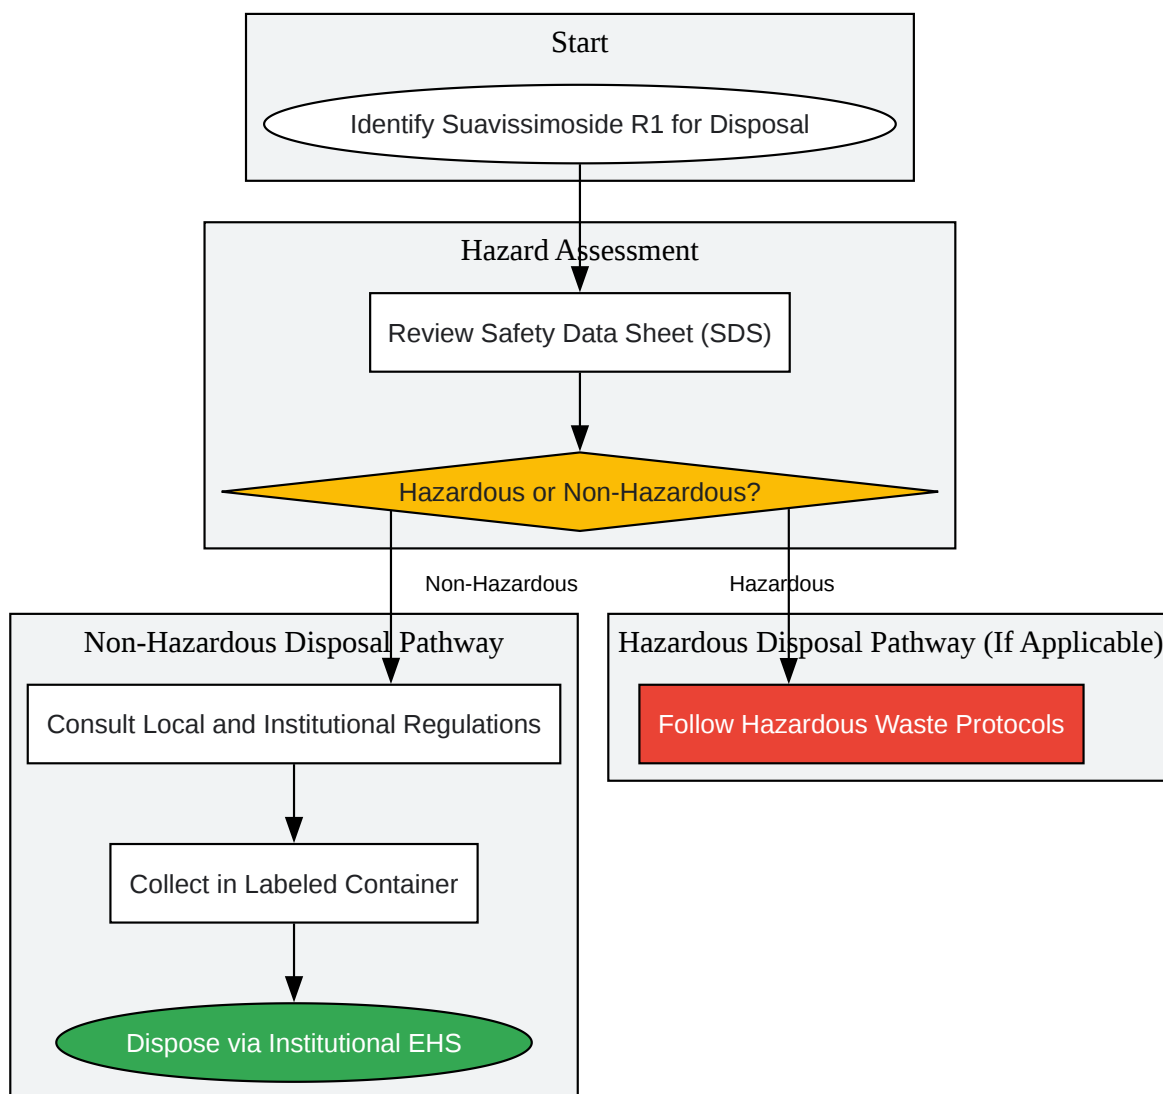 Start
Identify Suavissimoside R1 for Disposal
Hazard Assessment
Review Safety Data Sheet (SDS)
Hazardous or Non-Hazardous?
Non-Hazardous
Hazardous
Non-Hazardous Disposal Pathway
Hazardous Disposal Pathway (If Applicable)
Consult Local and Institutional Regulations
Follow Hazardous Waste Protocols
Collect in Labeled Container
Dispose via Institutional EHS